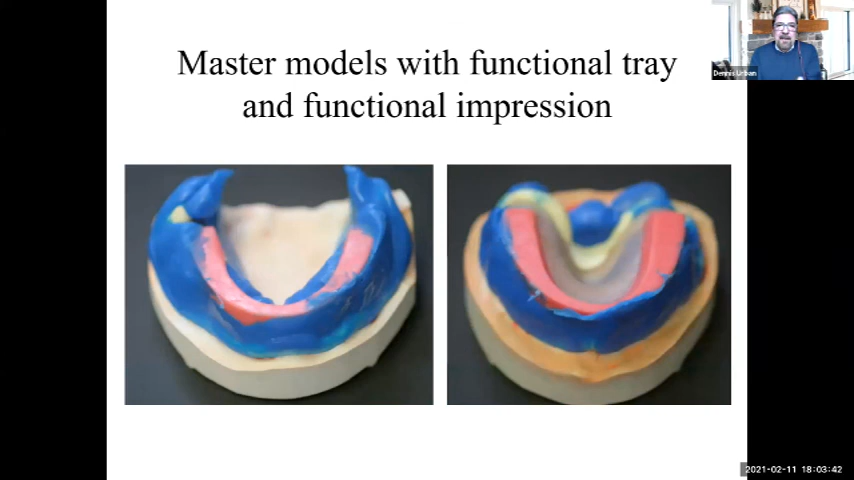 Master models with functional tray
and functional impression
Dennis Urban
2021-02-11 18:03:42